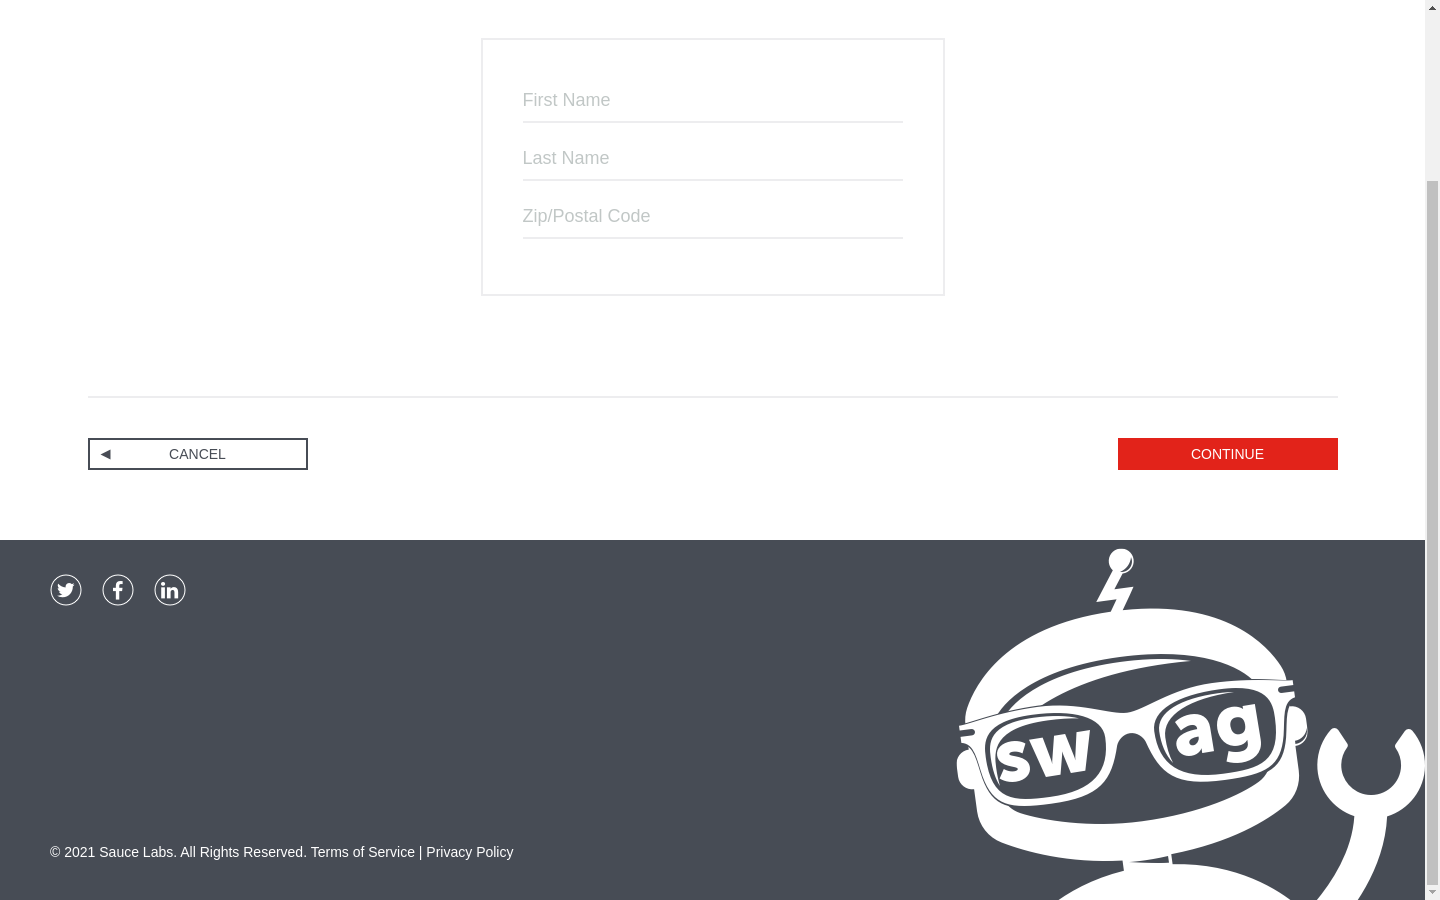 First Name
Last Name
Zip/Postal Code
CANCEL
CONTINUE
sw ag
© 2021 Sauce Labs. All Rights Reserved. Terms of Service | Privacy Policy